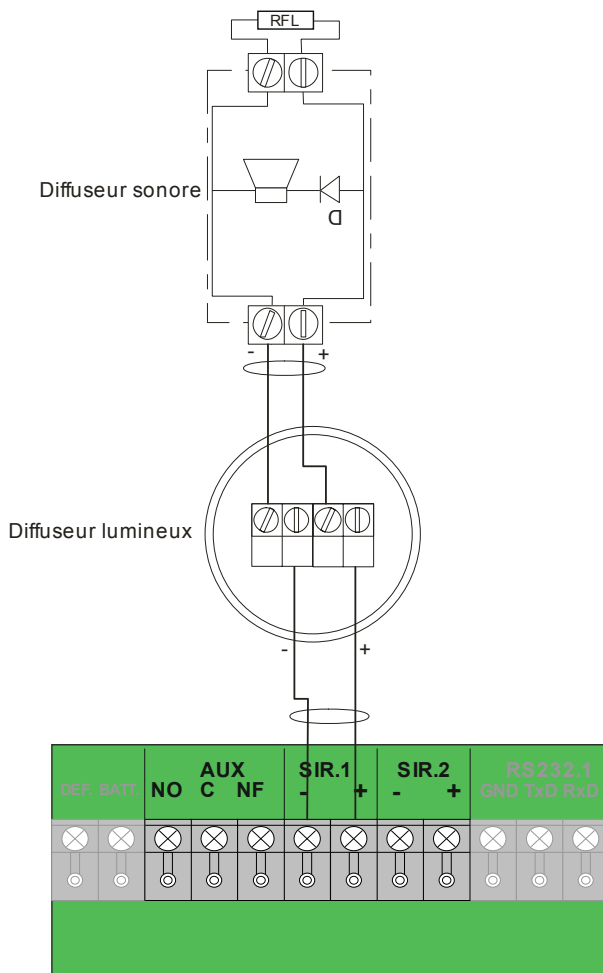 RFL
Diffuseur sonore
D
- +
Diffuseur lumineux
- +
AUX SIR.1 SIR.2 RS232.1
DEF. BATT. NO C NF - + - + GND TxD RxD